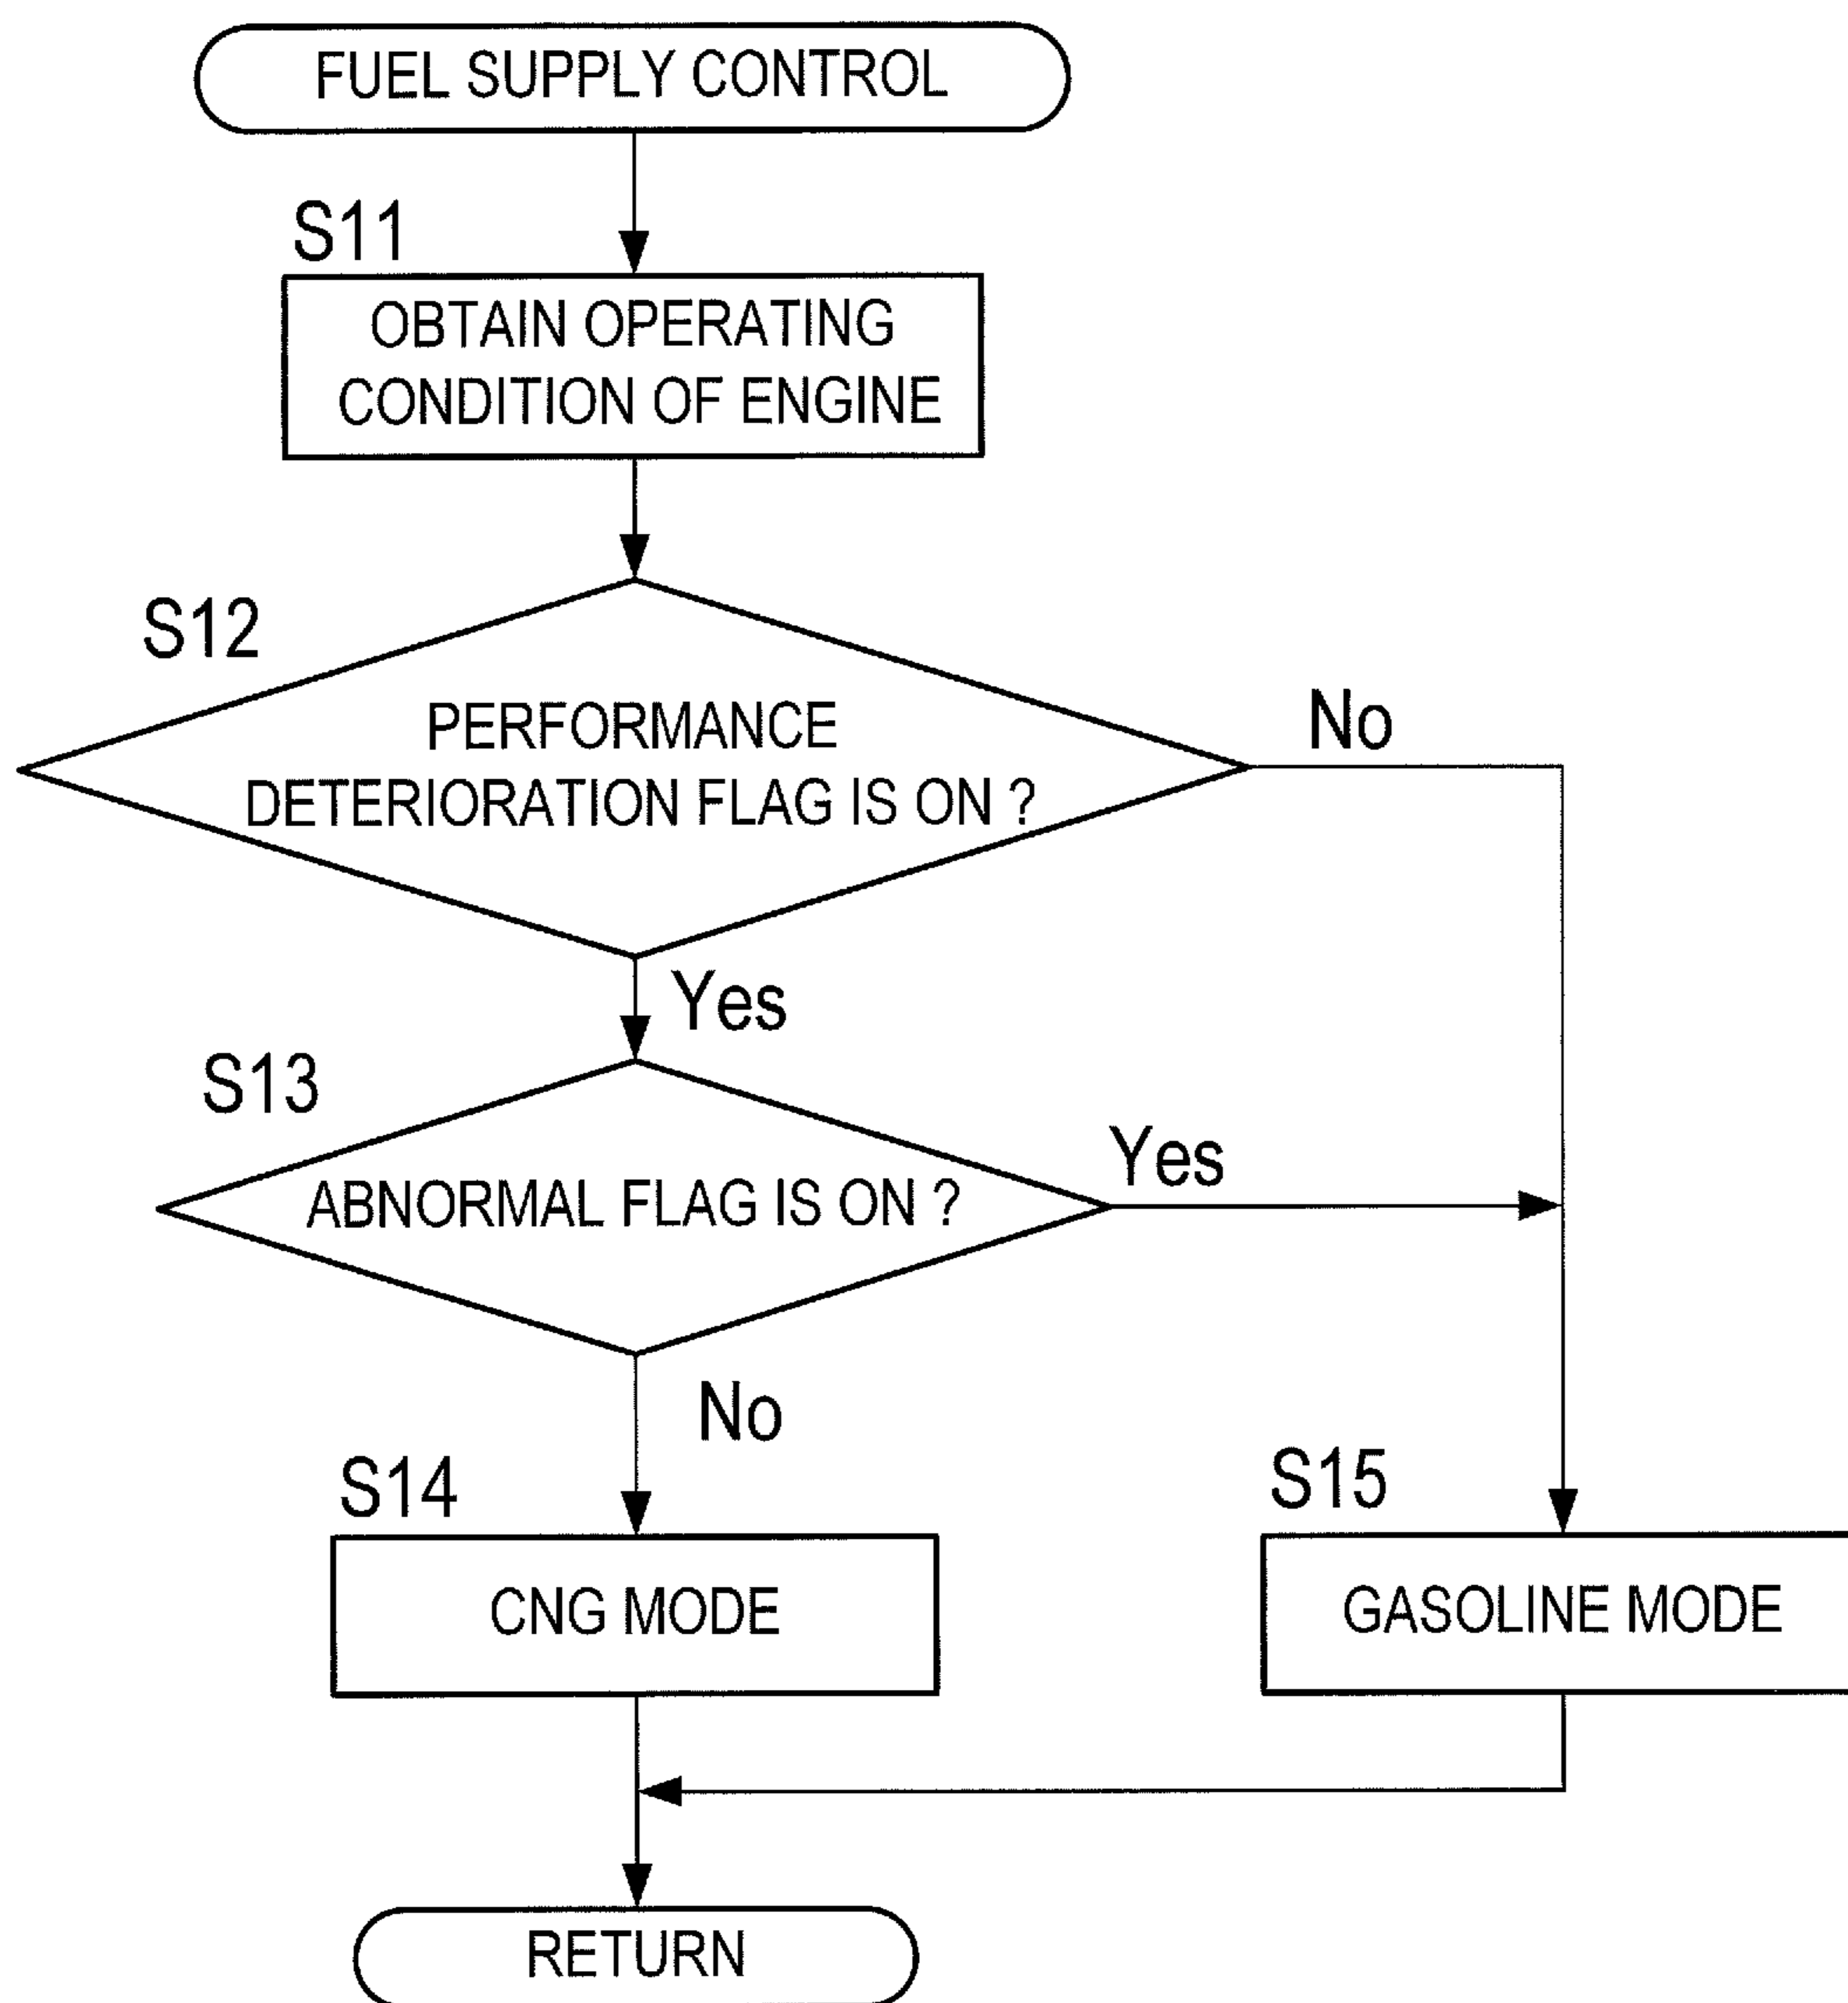 FUEL SUPPLY CONTROL
S11
OBTAIN OPERATING
CONDITION OF ENGINE
S12
PERFORMANCE
DETERIORATION FLAG IS ON ?
No
Yes
S13
ABNORMAL FLAG IS ON ?
Yes
No
S14
CNG MODE
S15
GASOLINE MODE
RETURN